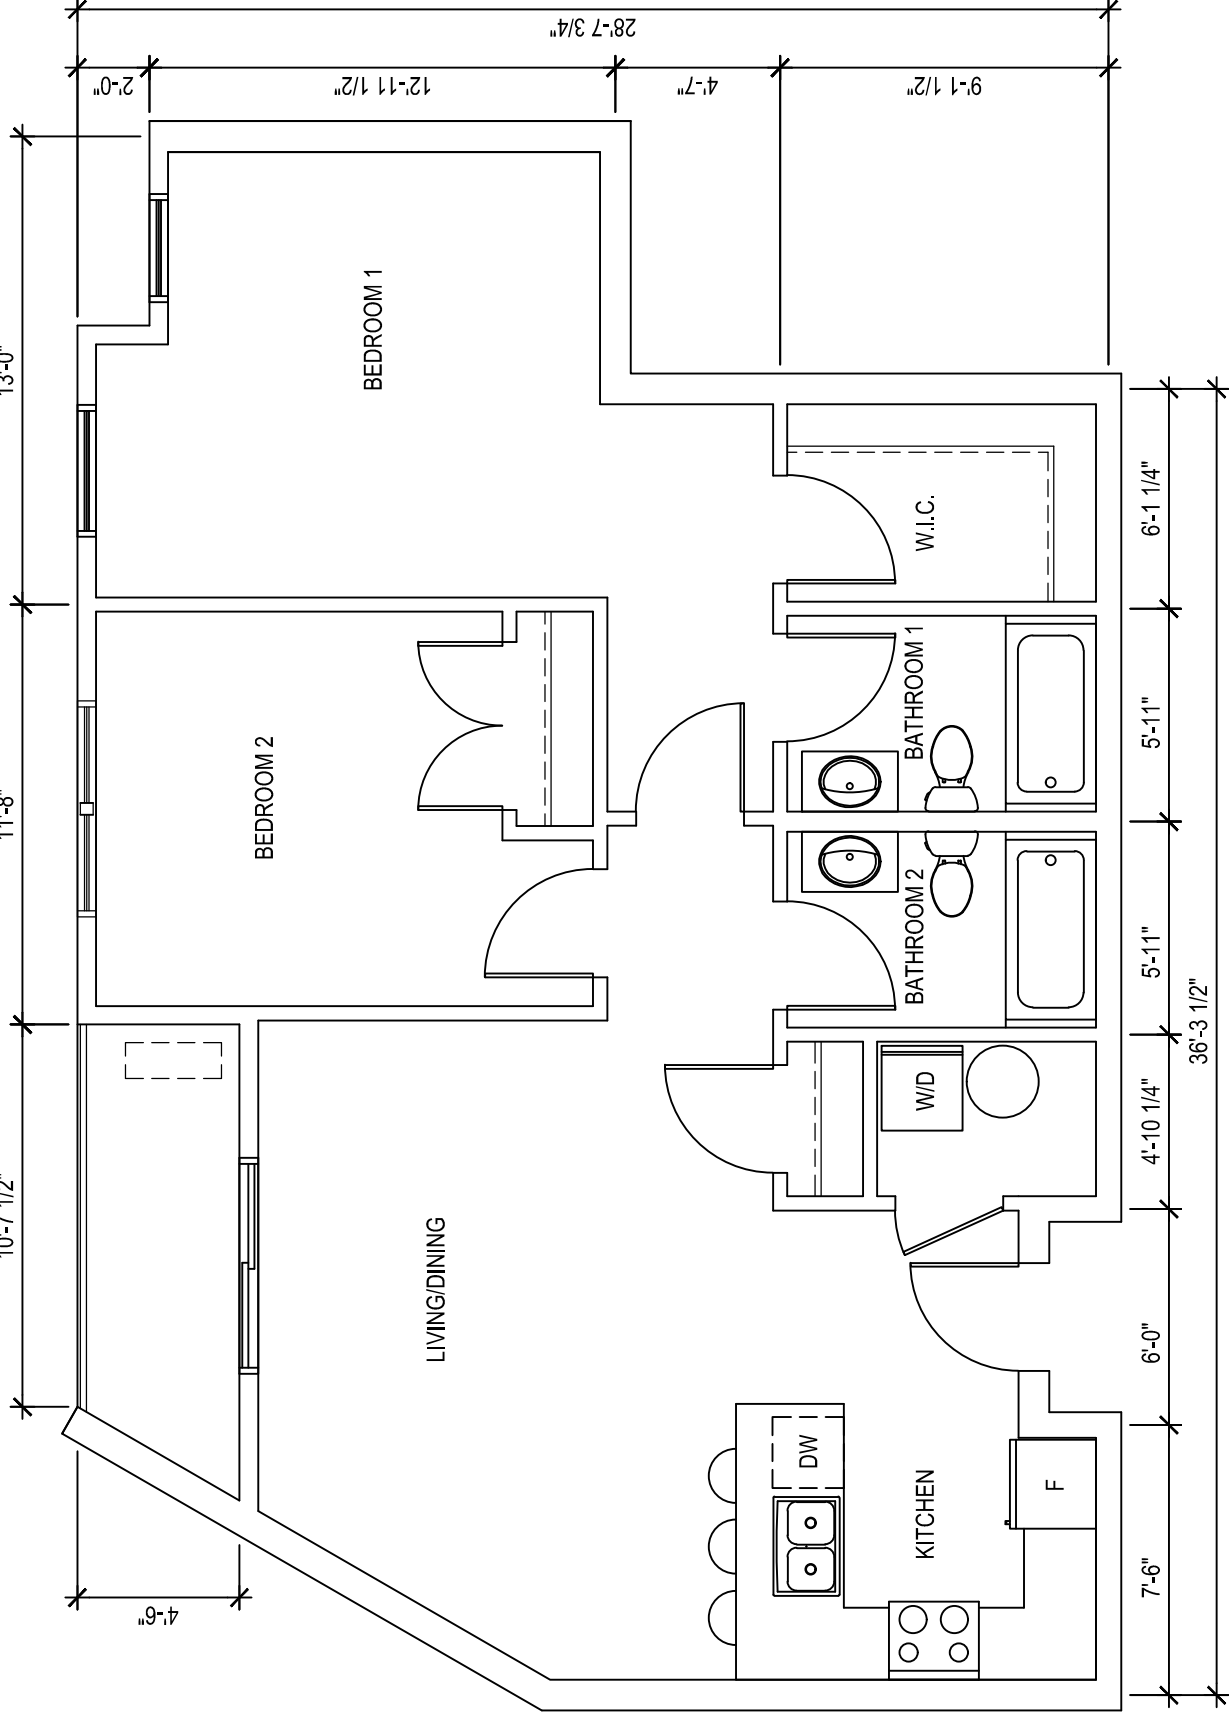 28'-7 3/4"
2'-0"
12'-11 1/2"
4'-7"
9'-1 1/2"
13'-0"
11'-8"
10'-7 1/2"
4'-6"
BEDROOM 1
BEDROOM 2
LIVING/DINING
W.I.C.
BATHROOM 1
BATHROOM 2
W/D
DW
KITCHEN
F
6'-1 1/4"
5'-11"
5'-11"
4'-10 1/4"
6'-0"
7'-6"
36'-3 1/2"